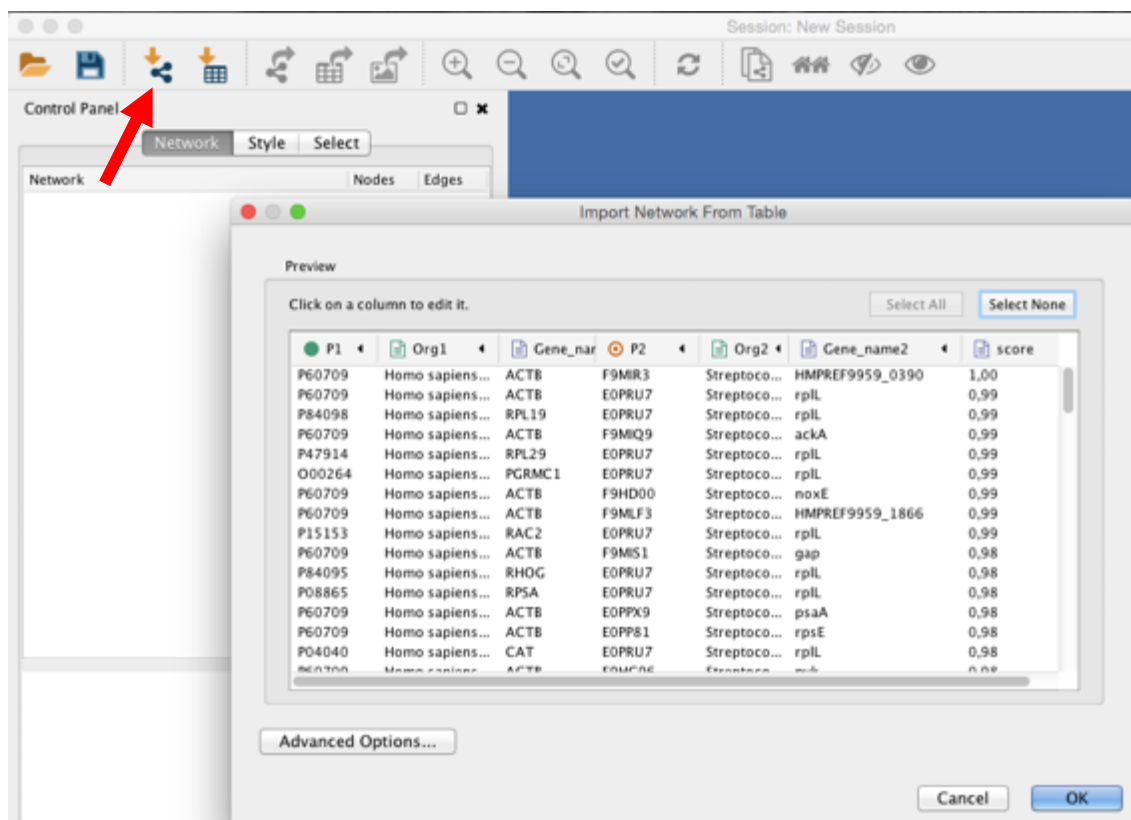 Session: New Session
Control Panel
Network Style Select
Network Nodes Edges
Import Network From Table
Preview
Click on a column to edit it. Select All Select None
P1 Org1 Gene_nar P2 Org2 Gene_name2 score
P60709 Homo sapiens... ACTB F9MIR3 Streptoco... HMPREF9959_0390 1,00
P60709 Homo sapiens... ACTB E0PRU7 Streptoco... rplL 0,99
P84098 Homo sapiens... RPL19 E0PRU7 Streptoco... rplL 0,99
P60709 Homo sapiens... ACTB F9MIQ9 Streptoco... ackA 0,99
P47914 Homo sapiens... RPL29 E0PRU7 Streptoco... rplL 0,99
O00264 Homo sapiens... PGRMC1 E0PRU7 Streptoco... rplL 0,99
P60709 Homo sapiens... ACTB F9HD00 Streptoco... noxE 0,99
P60709 Homo sapiens... ACTB F9MLF3 Streptoco... HMPREF9959_1866 0,99
P15153 Homo sapiens... RAC2 E0PRU7 Streptoco... rplL 0,99
P60709 Homo sapiens... ACTB F9MIS1 Streptoco... gap 0,98
P84095 Homo sapiens... RHOG E0PRU7 Streptoco... rplL 0,98
P08865 Homo sapiens... RPSA E0PRU7 Streptoco... rplL 0,98
P60709 Homo sapiens... ACTB E0PPX9 Streptoco... psaA 0,98
P60709 Homo sapiens... ACTB E0PP81 Streptoco... rpsE 0,98
P04040 Homo sapiens... CAT E0PRU7 Streptoco... rplL 0,98
P60709 Homo sapiens... ACTB
Advanced Options...
Cancel OK